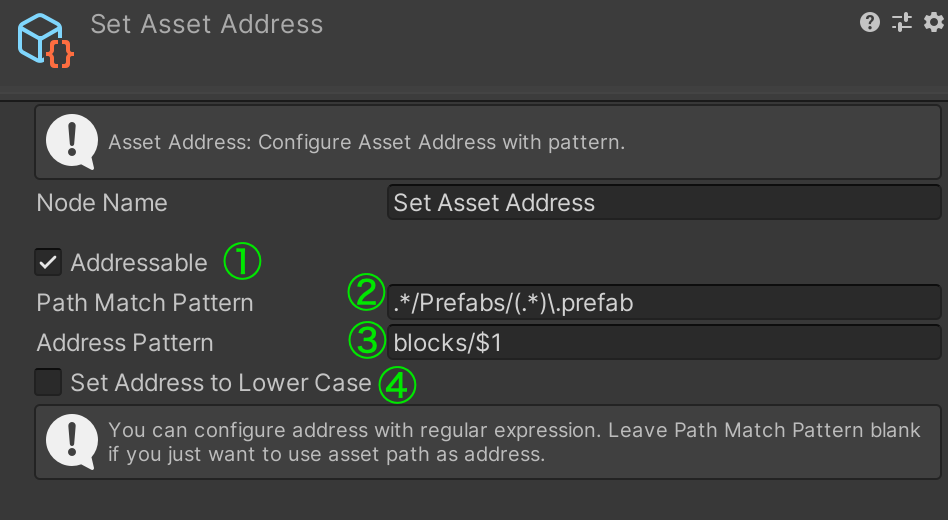 Set Asset Address
Asset Address: Configure Asset Address with pattern.
Node Name
Set Asset Address
Addressable ①
Path Match Pattern ② .*/Prefabs/(.*)\.prefab
Address Pattern ③ blocks/$1
Set Address to Lower Case ④
You can configure address with regular expression. Leave Path Match Pattern blank
if you just want to use asset path as address.